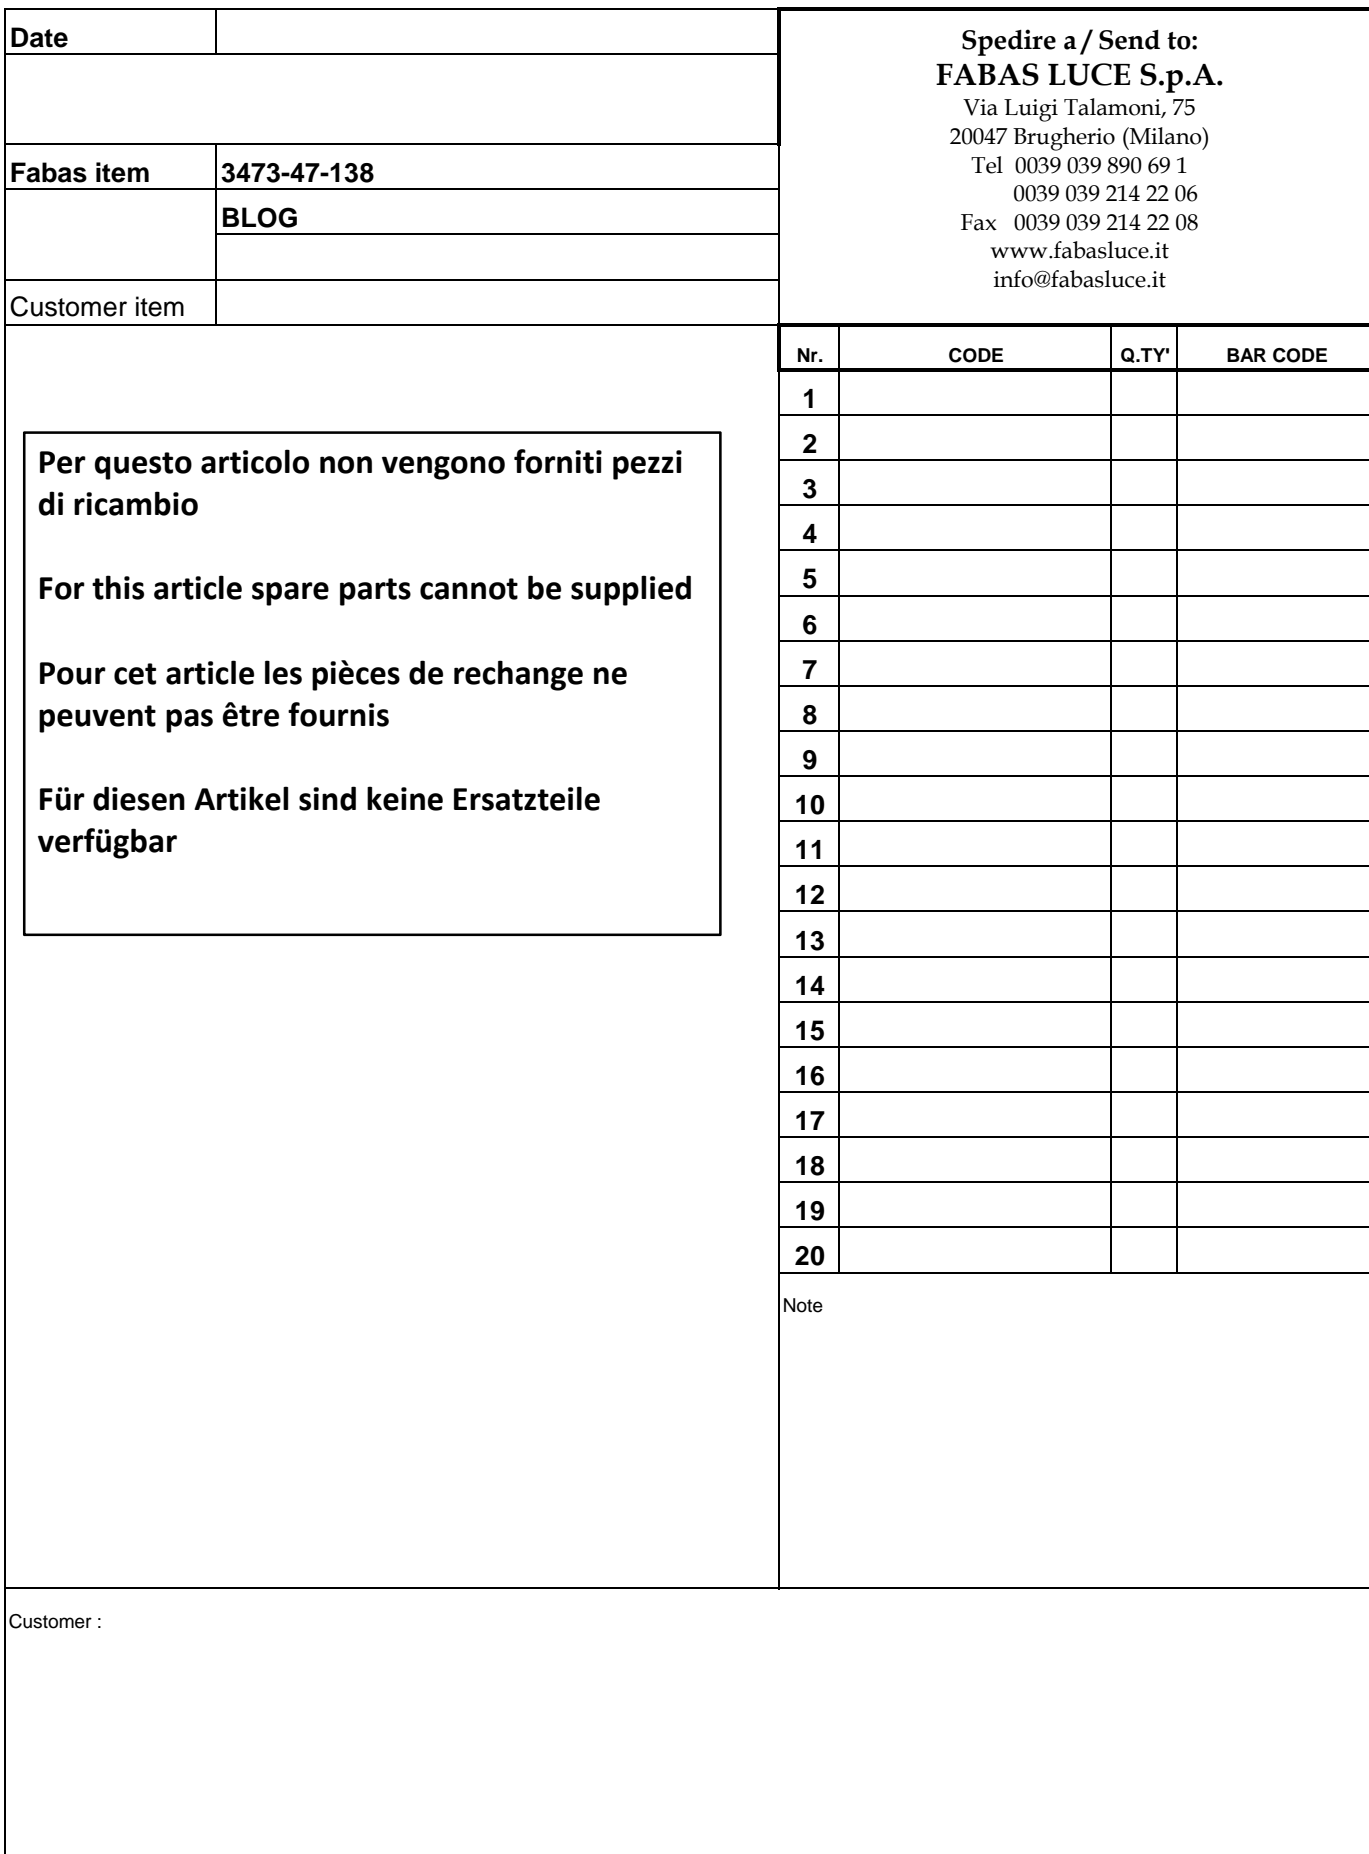 Date
Spedire a / Send to:
FABAS LUCE S.p.A.
Via Luigi Talamoni, 75
20047 Brugherio (Milano)
Tel 0039 039 890 69 1
0039 039 214 22 06
Fax 0039 039 214 22 08
www.fabasluce.it
info@fabasluce.it
Fabas item 3473-47-138
BLOG
Customer item
Nr. CODE Q.TY' BAR CODE
1
2
3
4
5
6
7
8
9
10
11
12
13
14
15
16
17
18
19
20
Per questo articolo non vengono forniti pezzi
di ricambio
For this article spare parts cannot be supplied
Pour cet article les pièces de rechange ne
peuvent pas être fournis
Für diesen Artikel sind keine Ersatzteile
verfügbar
Note
Customer :